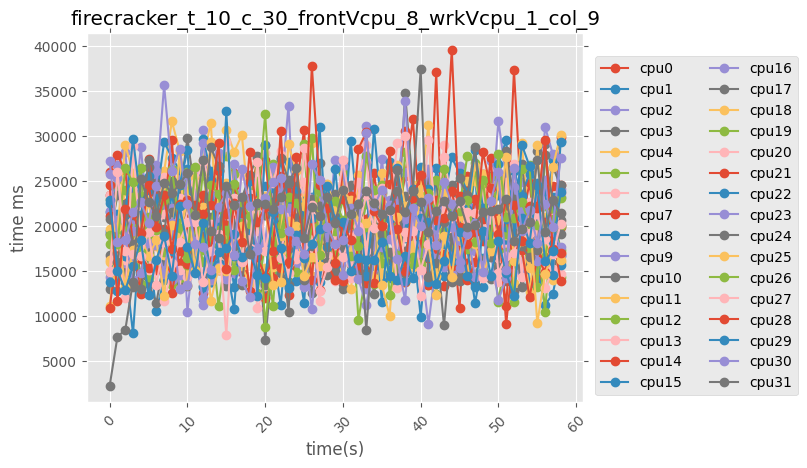 firecracker_t_10_c_30_frontVcpu_8_wrkVcpu_1_col_9
40000
35000
30000
25000
20000
15000
10000
5000
time ms
0
10
20
30
40
50
60
time(s)
cpu0
cpu1
cpu2
cpu3
cpu4
cpu5
cpu6
cpu7
cpu8
cpu9
cpu10
cpu11
cpu12
cpu13
cpu14
cpu15
cpu16
cpu17
cpu18
cpu19
cpu20
cpu21
cpu22
cpu23
cpu24
cpu25
cpu26
cpu27
cpu28
cpu29
cpu30
cpu31